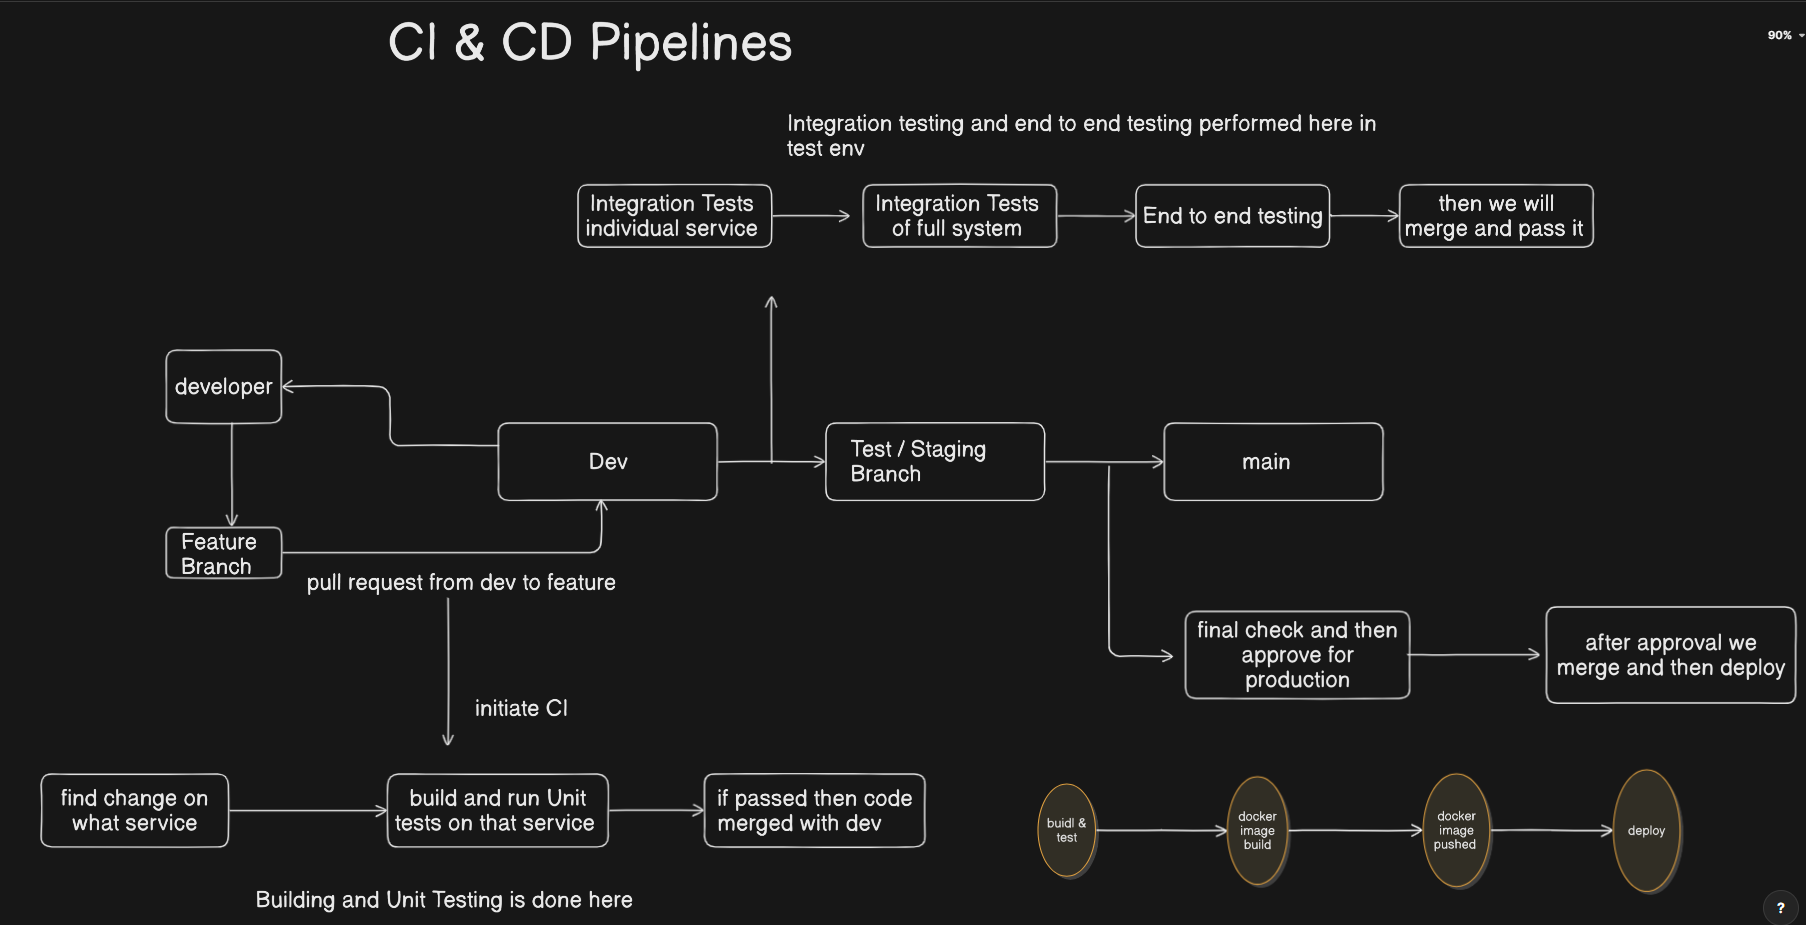 CI & CD Pipelines
90%
Integration testing and end to end testing performed here in
test env
Integration Tests
individual service
Integration Tests
of full system
End to end testing
then we will
merge and pass it
developer
Dev
Test / Staging
Branch
main
Feature
Branch
pull request from dev to feature
final check and then
approve for
production
after approval we
merge and then deploy
initiate CI
find change on
what service
build and run Unit
tests on that service
if passed then code
merged with dev
buidl &
test
docker
image
build
docker
image
pushed
deploy
Building and Unit Testing is done here
?